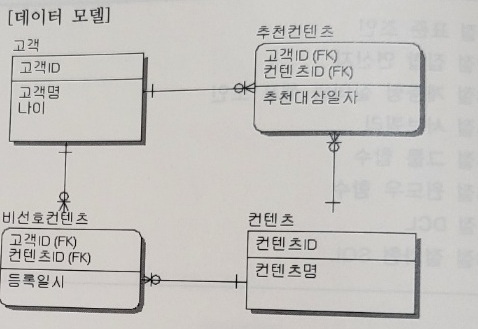 [데이터 모델]
고객
고객ID
고객명
나이
추천컨텐츠
고객ID (FK)
컨텐츠ID (FK)
추천대상일자
비선호컨텐츠
고객ID (FK)
컨텐츠ID (FK)
등록일시
컨텐츠
컨텐츠ID
컨텐츠명